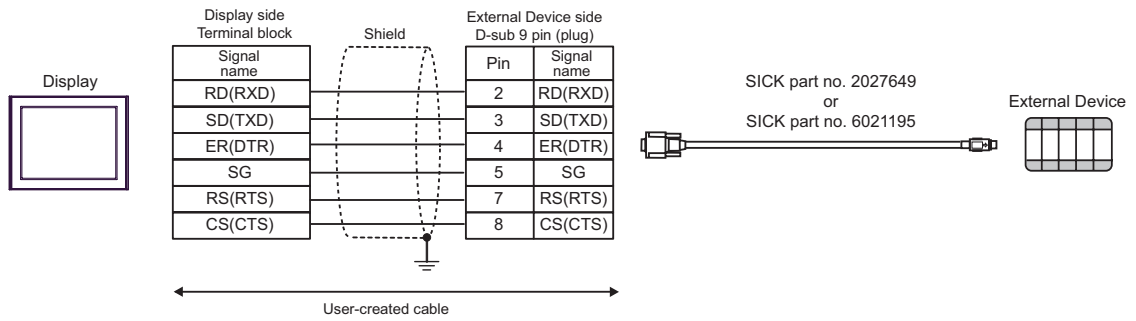 Display side
Terminal block
Shield
External Device side
D-sub 9 pin (plug)
Signal
name
Pin
Signal
name
RD(RXD)
2
RD(RXD)
SD(TXD)
3
SD(TXD)
ER(DTR)
4
ER(DTR)
SG
5
SG
RS(RTS)
7
RS(RTS)
CS(CTS)
8
CS(CTS)
User-created cable
Display
SICK part no. 2027649
or
SICK part no. 6021195
External Device